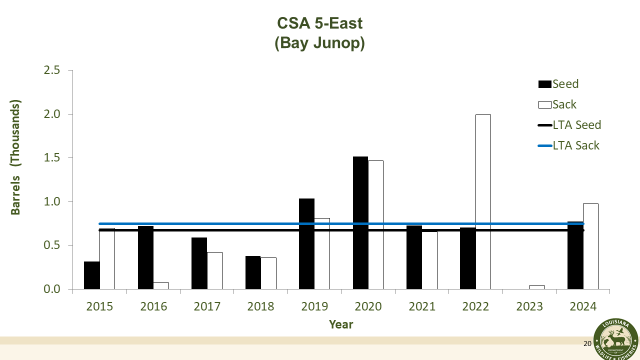 CSA 5-East
(Bay Junop)
Barrels (Thousands)
2.5
2.0
1.5
1.0
0.5
0.0
Seed
Sack
LTA Seed
LTA Sack
2015 2016 2017 2018 2019 2020 2021 2022 2023 2024
Year
20
LOUISIANA